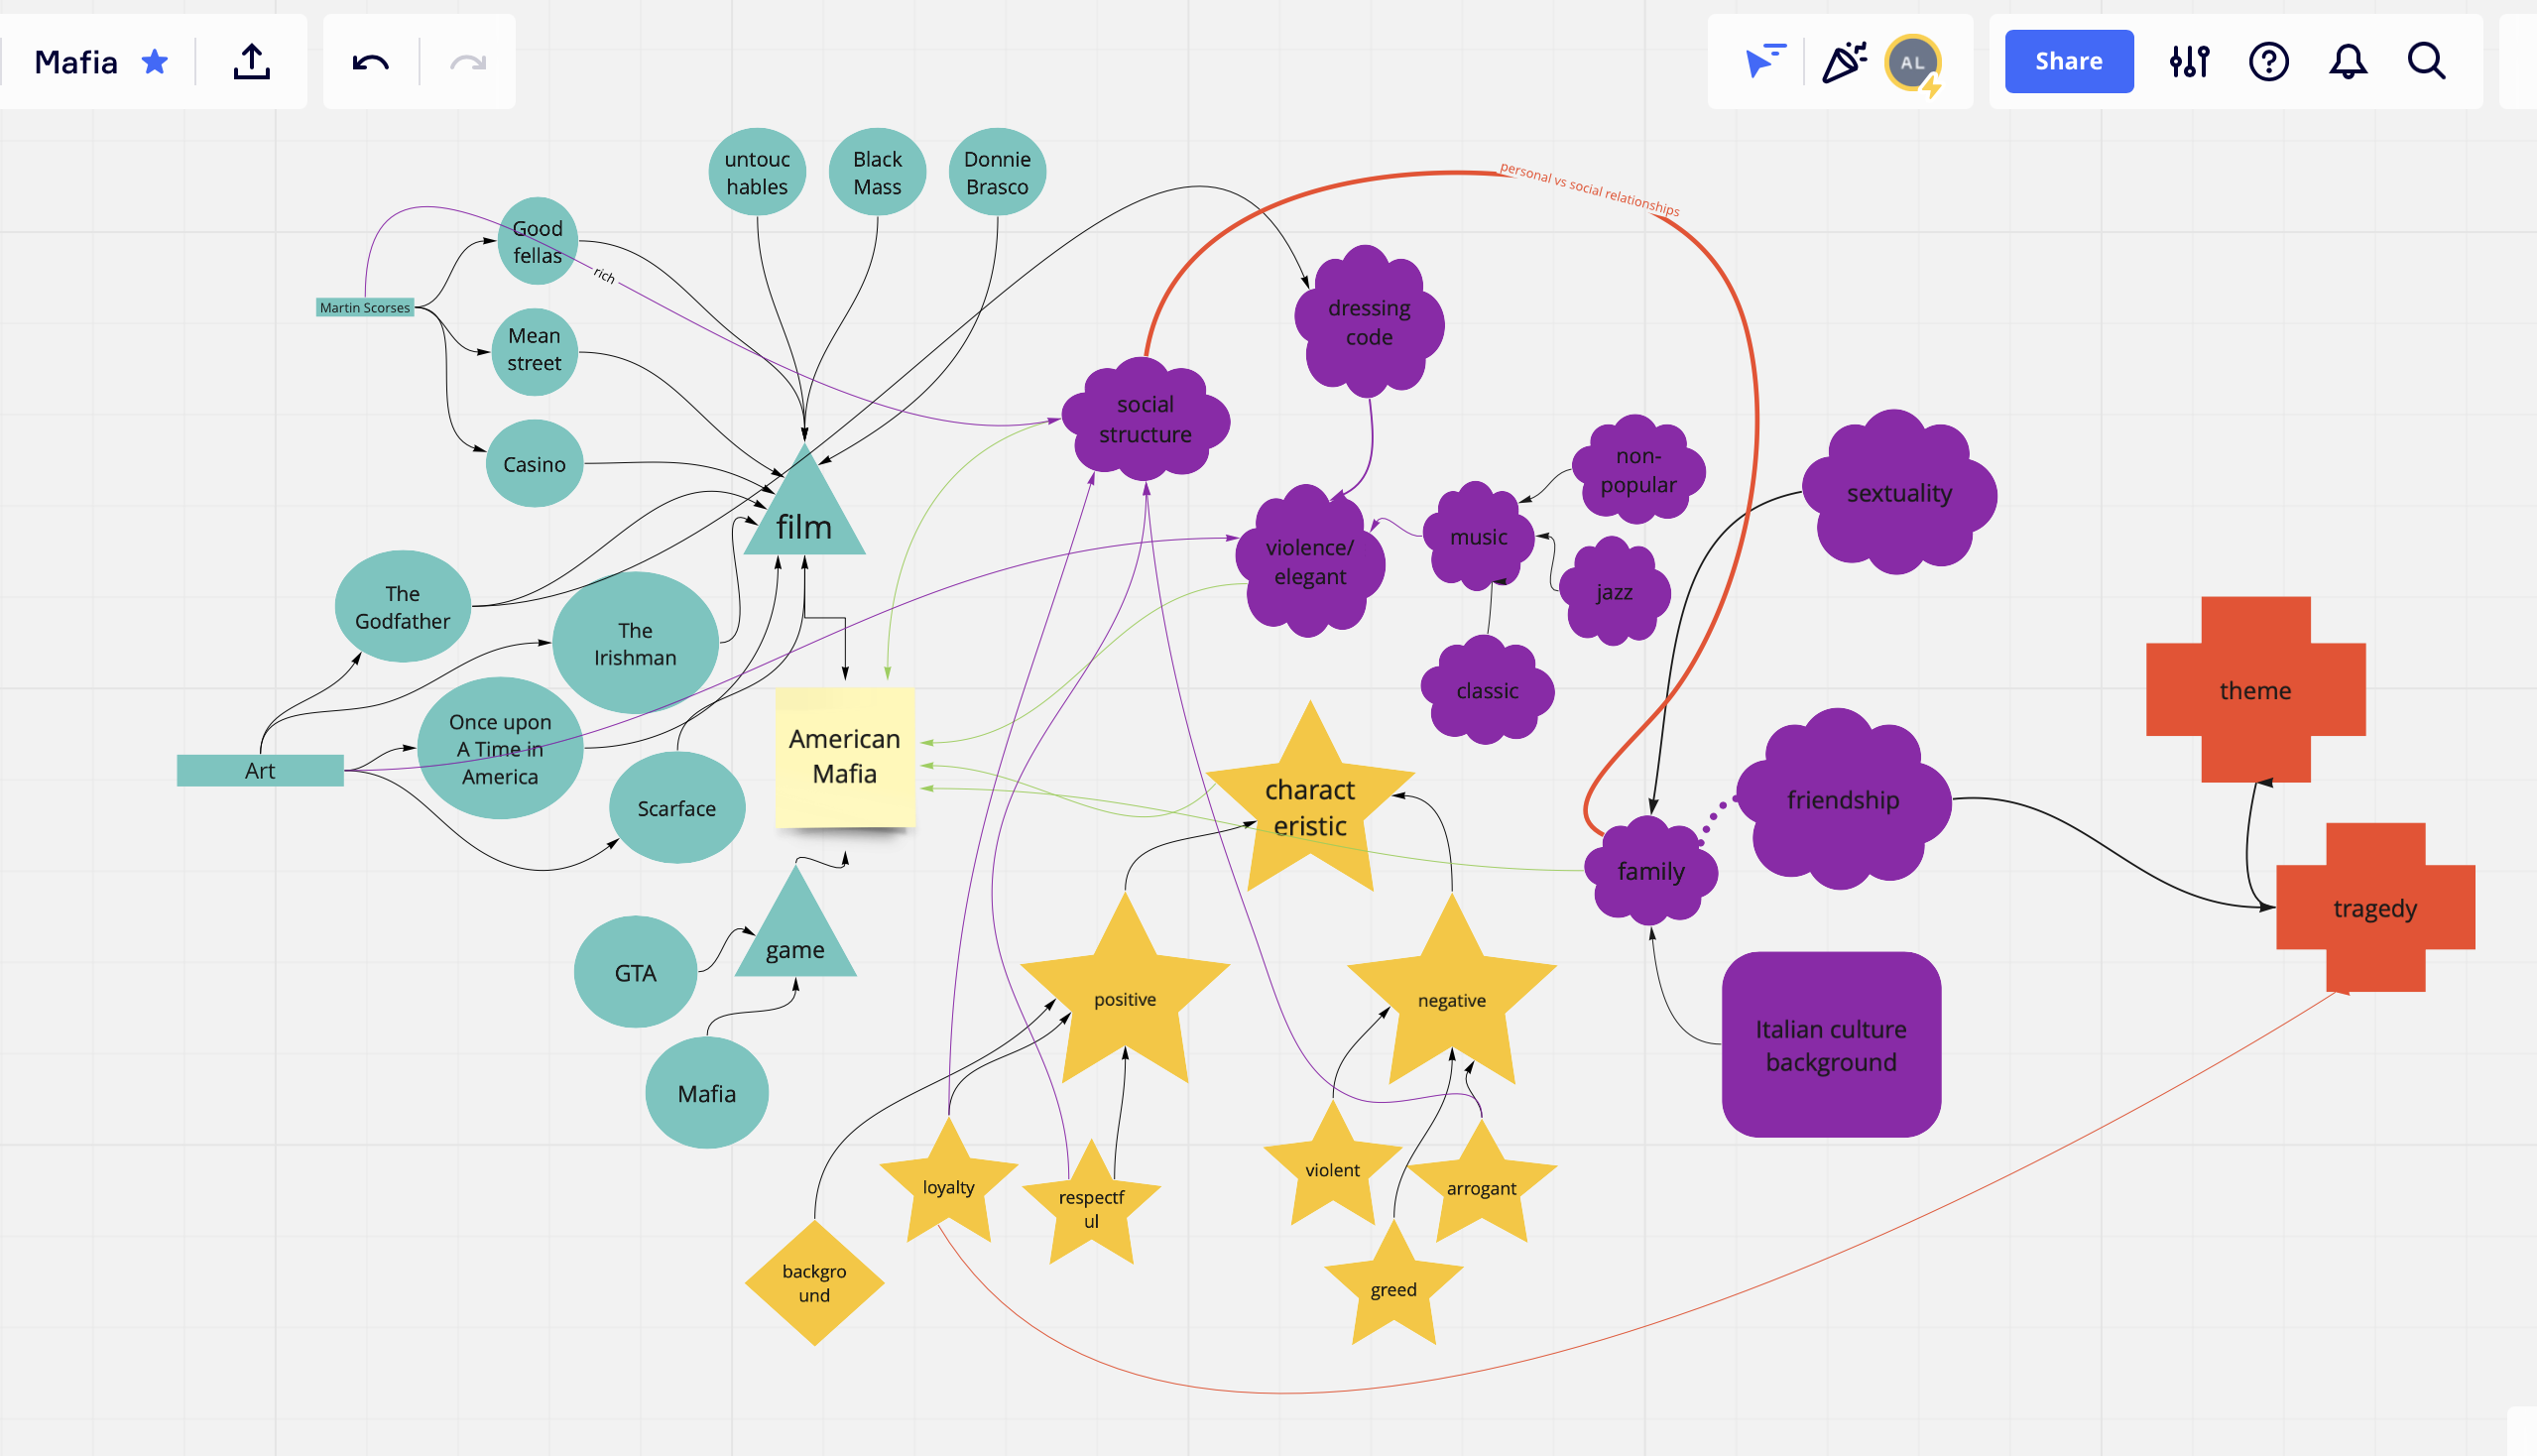 Mafia
AL
Share
untouc
hables
Black
Mass
Donnie
Brasco
personal vs social relationships
Good
fellas
rich
Martin Scorses
Mean
street
Casino
film
dressing
code
social
structure
non-
popular
sextuality
music
violence/
elegant
jazz
The
Godfather
The
Irishman
classic
theme
Once upon
A Time in
America
Art
Scarface
American
Mafia
charact
eristic
friendship
family
tragedy
GTA
game
positive
negative
Italian culture
background
Mafia
loyalty
respectf
ul
violent
arrogant
backgro
und
greed